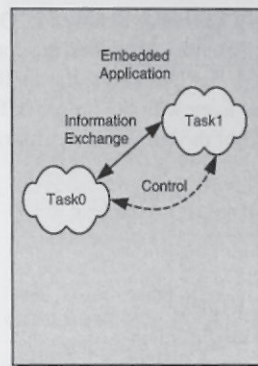 Embedded
Application
Information
Exchange
Task1
Control
Task0